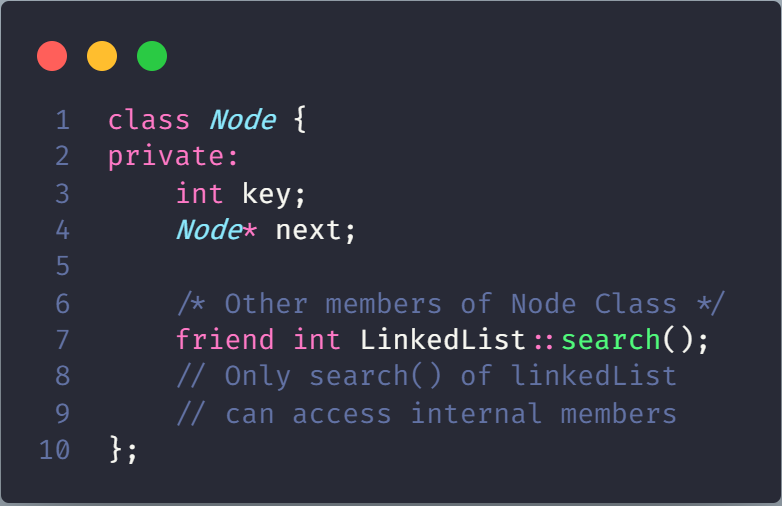 1 class Node {
2 private:
3     int key;
4     Node* next;
5
6     /* Other members of Node Class */
7     friend int LinkedList::search();
8     // Only search() of linkedList
9     // can access internal members
10 };